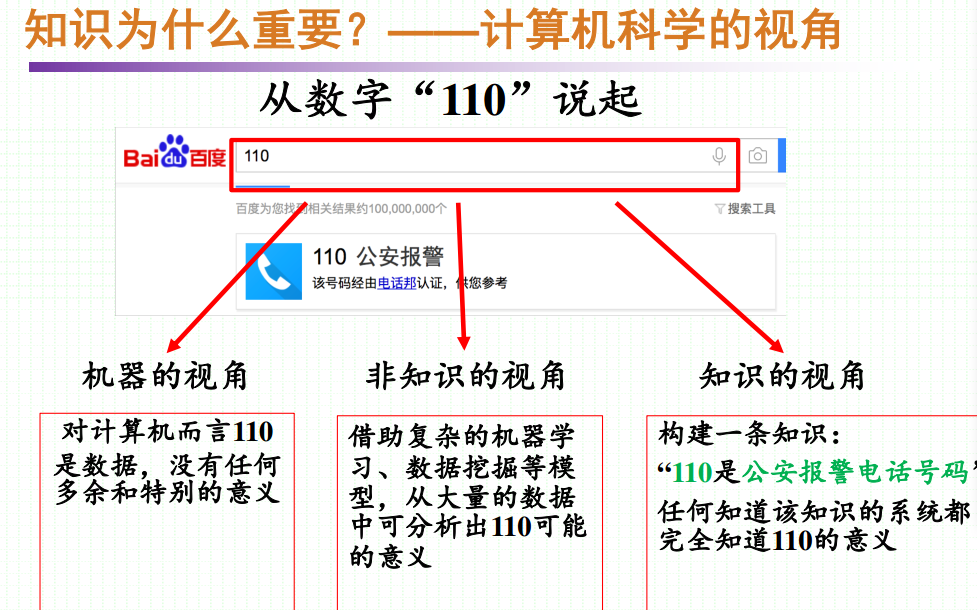 知识为什么重要？——计算机科学的视角
从数字“110”说起
Bai du 百度
110
百度为您找到相关结果约100,000,000个
搜索工具
110 公安报警
该号码经由电话邦认证，供您参考
机器的视角
对计算机而言110
是数据，没有任何
多余和特别的意义
非知识的视角
借助复杂的机器学
习、数据挖掘等模
型，从大量的数据
中可分析出110可能
的意义
知识的视角
构建一条知识：
“110是公安报警电话号码”
任何知道该知识的系统都
完全知道110的意义